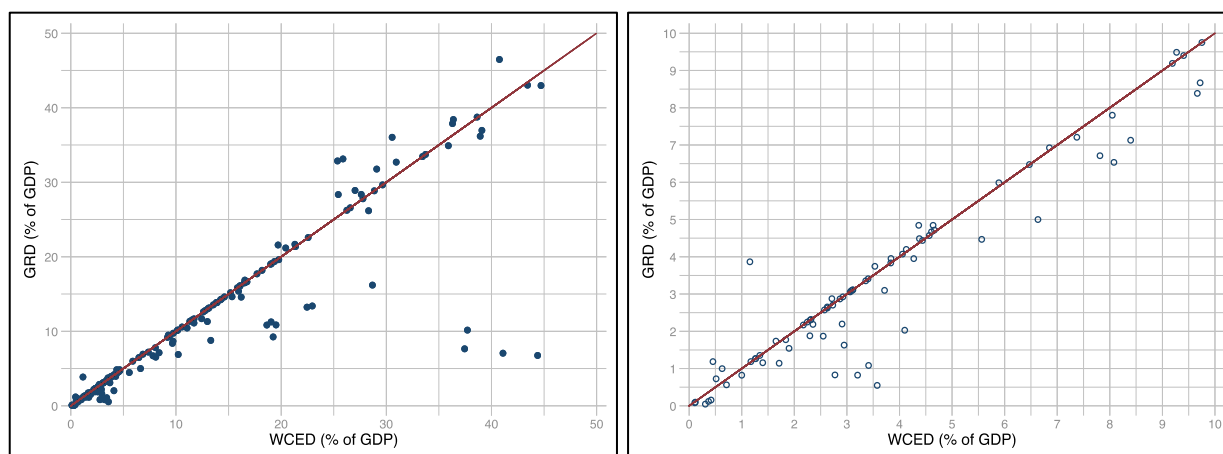 50
40
30
20
10
0
GRD (% of GDP)
0 10 20 30 40 50
WCED (% of GDP)
10
9
8
7
6
5
4
3
2
1
0
GRD (% of GDP)
0 1 2 3 4 5 6 7 8 9 10
WCED (% of GDP)